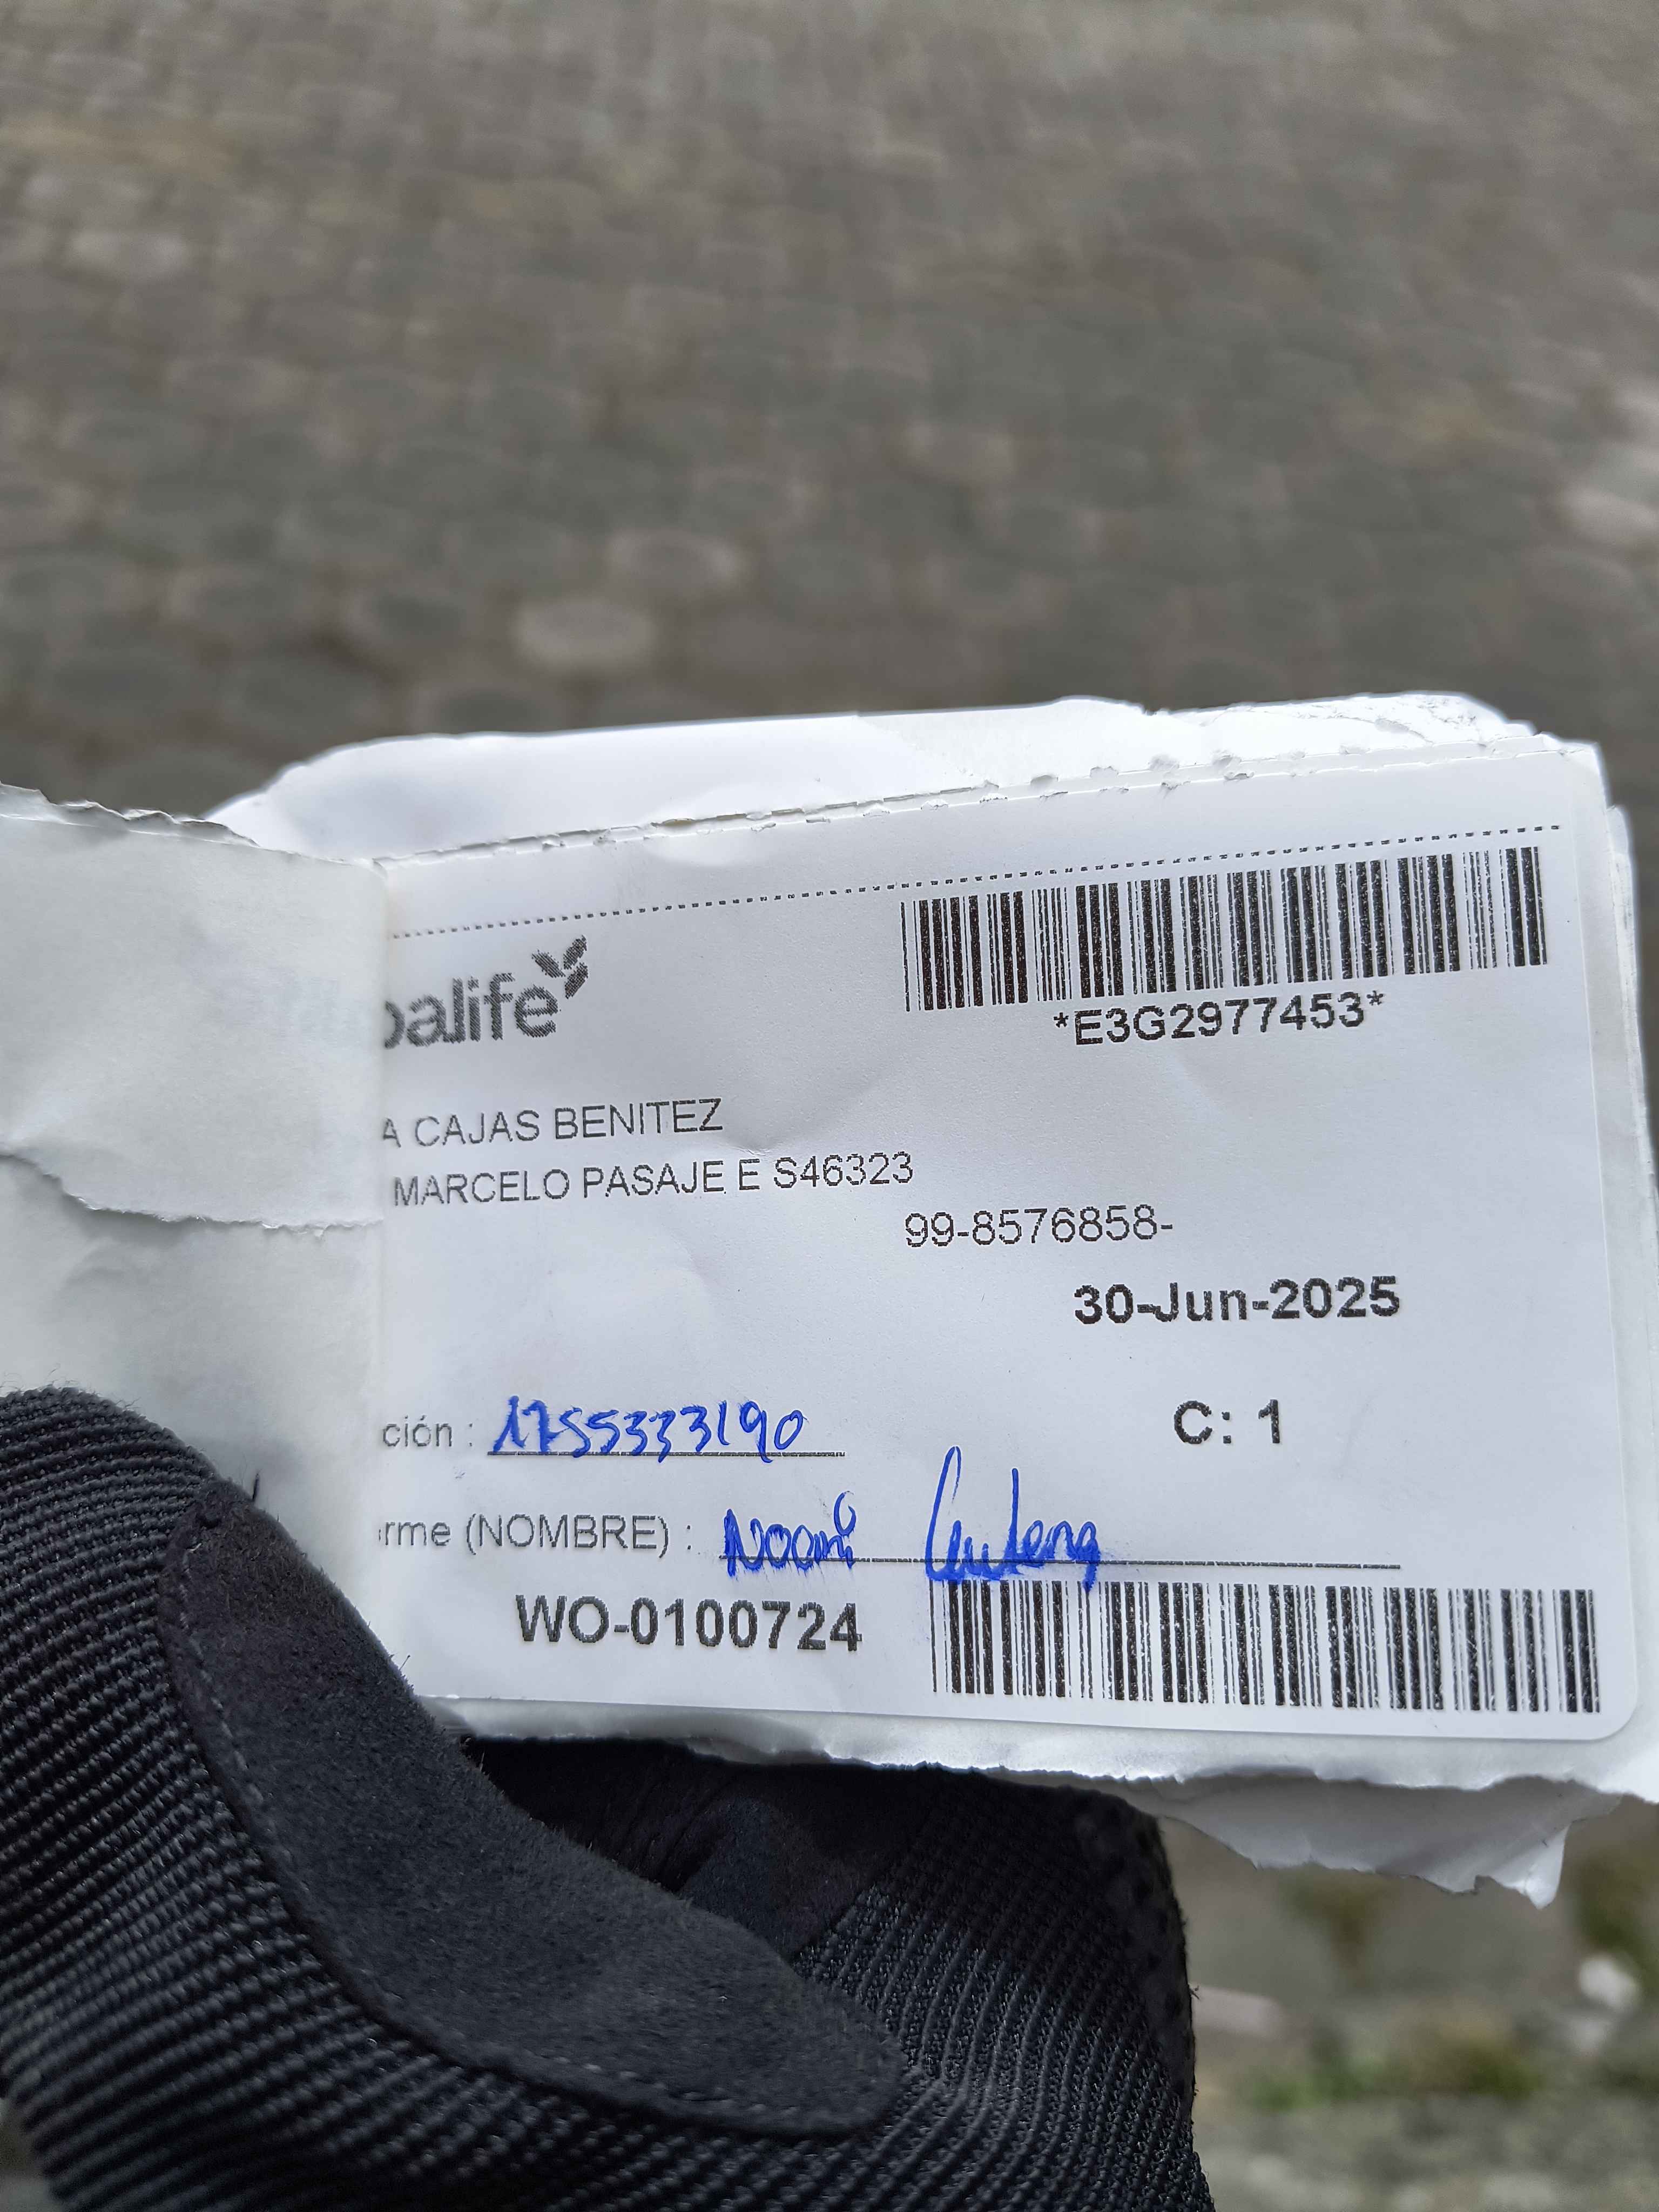 balife
*E3G2977453*
A CAJAS BENITEZ
MARCELO PASAJE E S46323
99-8576858-
30-Jun-2025
C: 1
ción : 1755333190
rme (NOMBRE) : Noomi
WO-0100724